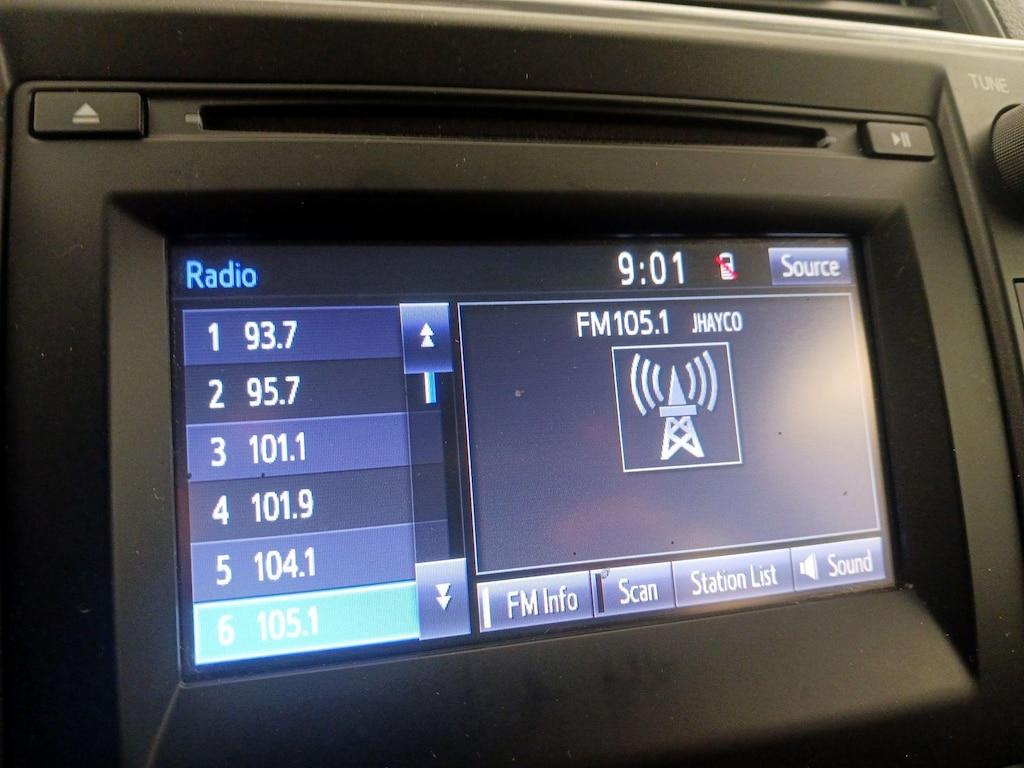 TUNE
Radio 9:01 Source
FM105.1 JHAYCO
1 93.7
2 95.7
3 101.1
4 101.9
5 104.1
6 105.1
FM Info Scan Station List Sound